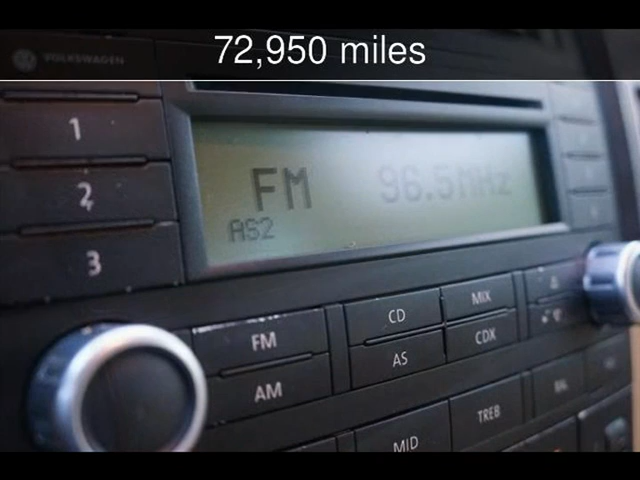 72,950 miles
VOLKSWAGEN
1
2
3
FM 96.5MHz
AS2
FM
AM
CD
AS
MIX
CDX
MID
TREB
BAL